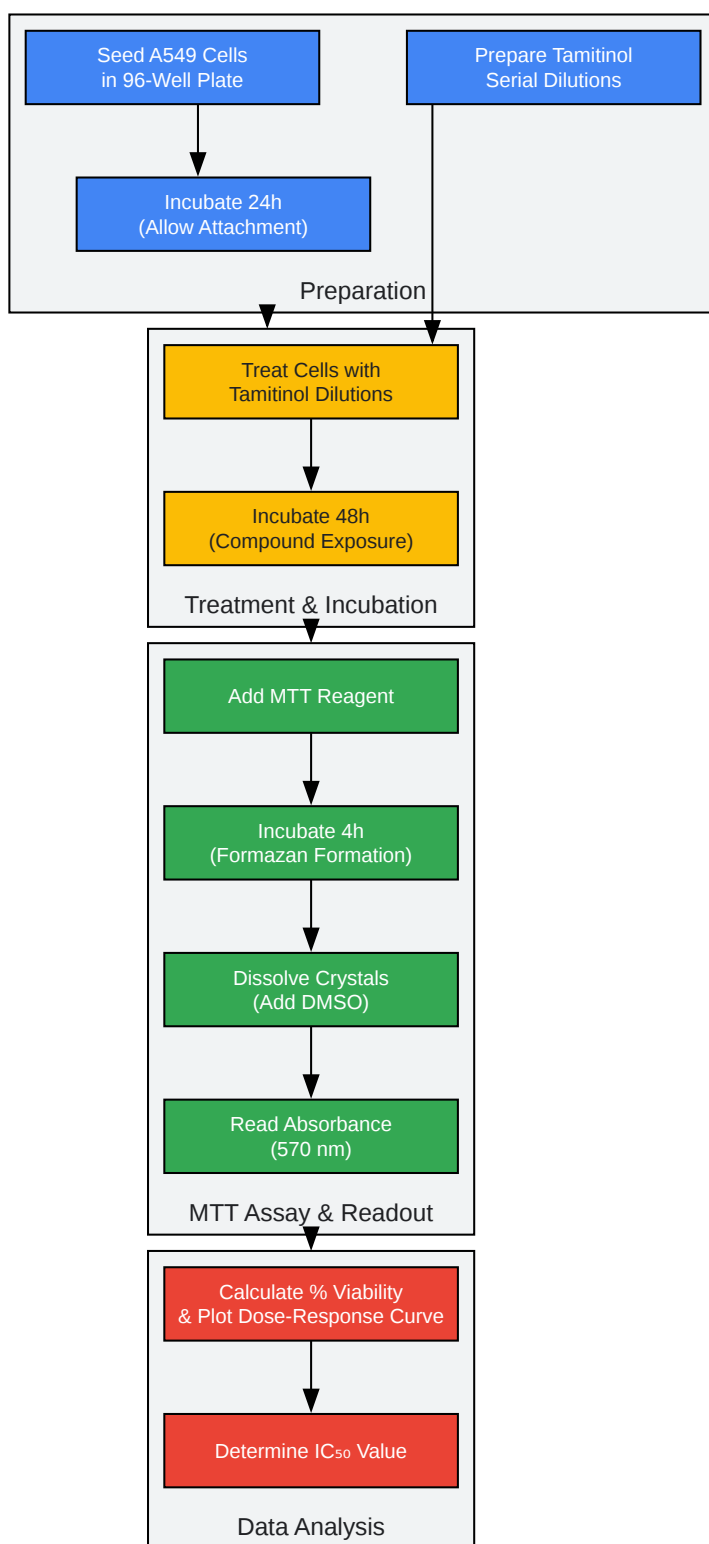 Seed A549 Cells
in 96-Well Plate
Prepare Tamitinol
Serial Dilutions
Incubate 24h
(Allow Attachment)
Preparation
Treat Cells with
Tamitinol Dilutions
Incubate 48h
(Compound Exposure)
Treatment & Incubation
Add MTT Reagent
Incubate 4h
(Formazan Formation)
Dissolve Crystals
(Add DMSO)
Read Absorbance
(570 nm)
MTT Assay & Readout
Calculate % Viability
& Plot Dose-Response Curve
Determine IC₅₀ Value
Data Analysis